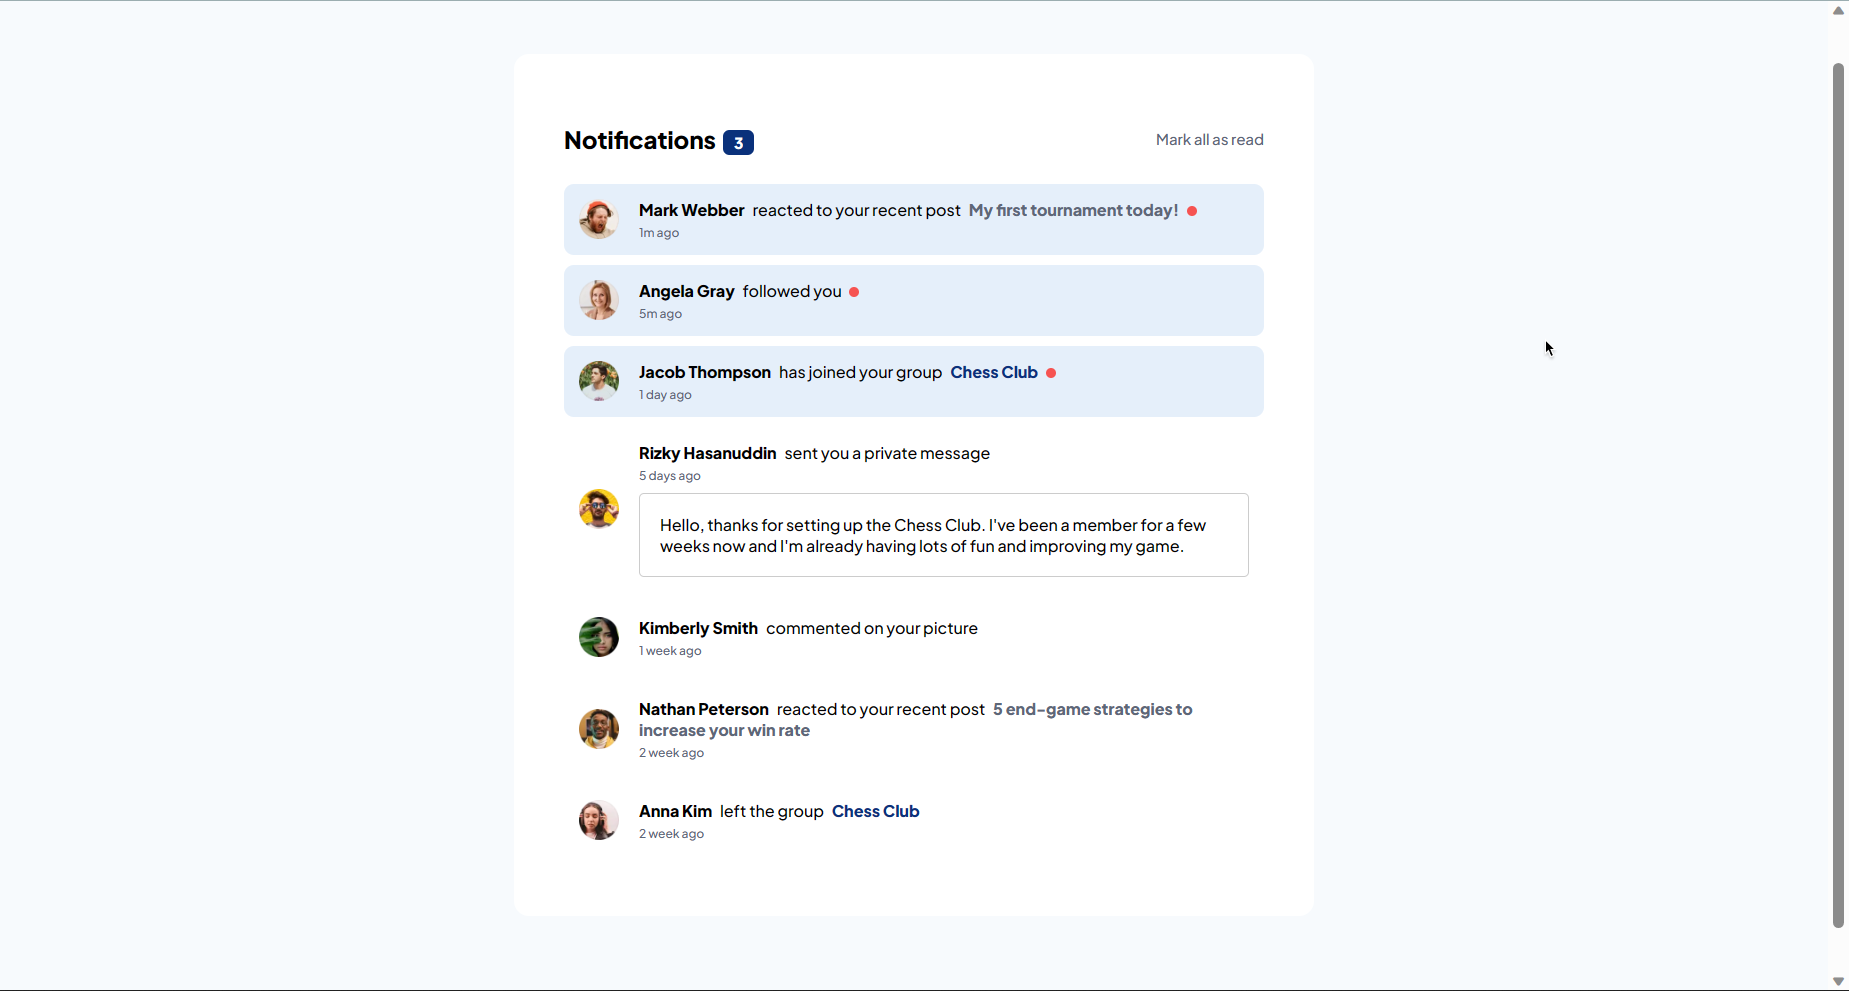 Notifications 3
Mark all as read
Mark Webber reacted to your recent post My first tournament today!
1m ago
Angela Gray followed you
5m ago
Jacob Thompson has joined your group Chess Club
1 day ago
Rizky Hasanuddin sent you a private message
5 days ago
Hello, thanks for setting up the Chess Club. I've been a member for a few
weeks now and I'm already having lots of fun and improving my game.
Kimberly Smith commented on your picture
1 week ago
Nathan Peterson reacted to your recent post 5 end-game strategies to
increase your win rate
2 week ago
Anna Kim left the group Chess Club
2 week ago